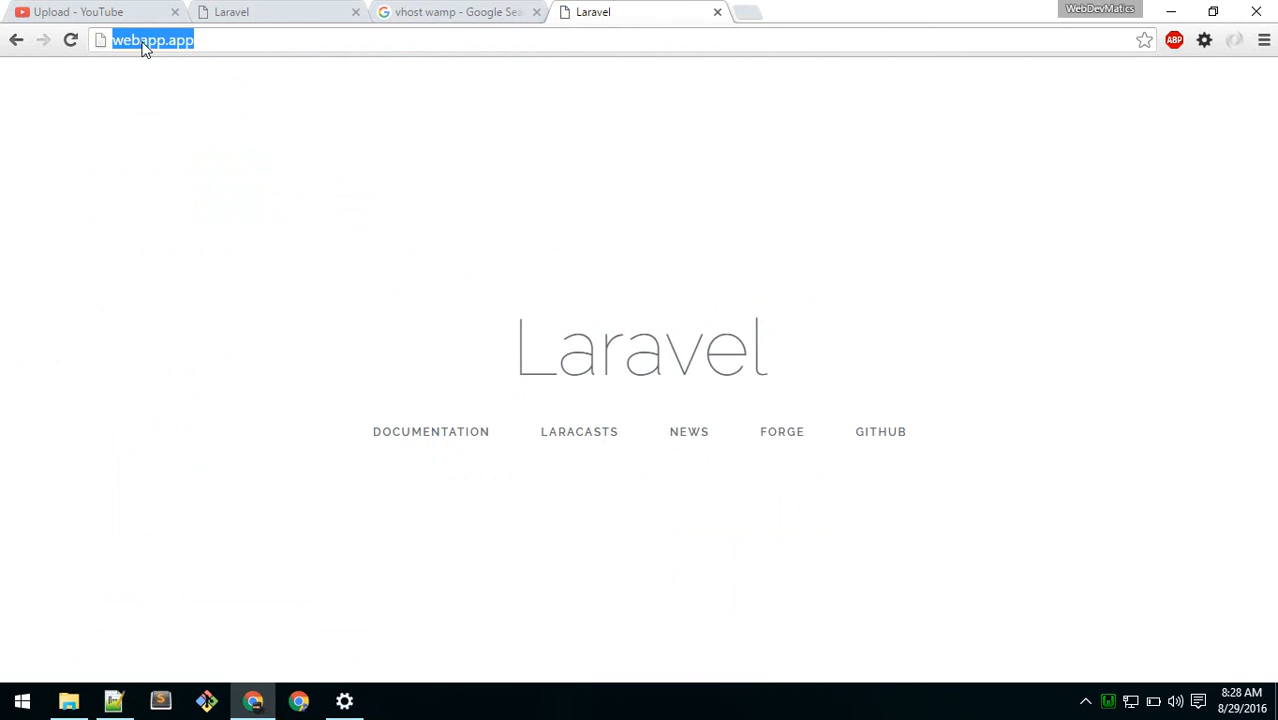 Upload - YouTube
Laravel
vhost wamp - Google Sea
Laravel
WebDevMatics
webapp.app
ABP
Laravel
DOCUMENTATION
LARACASTS
NEWS
FORGE
GITHUB
8:28 AM
8/29/2016